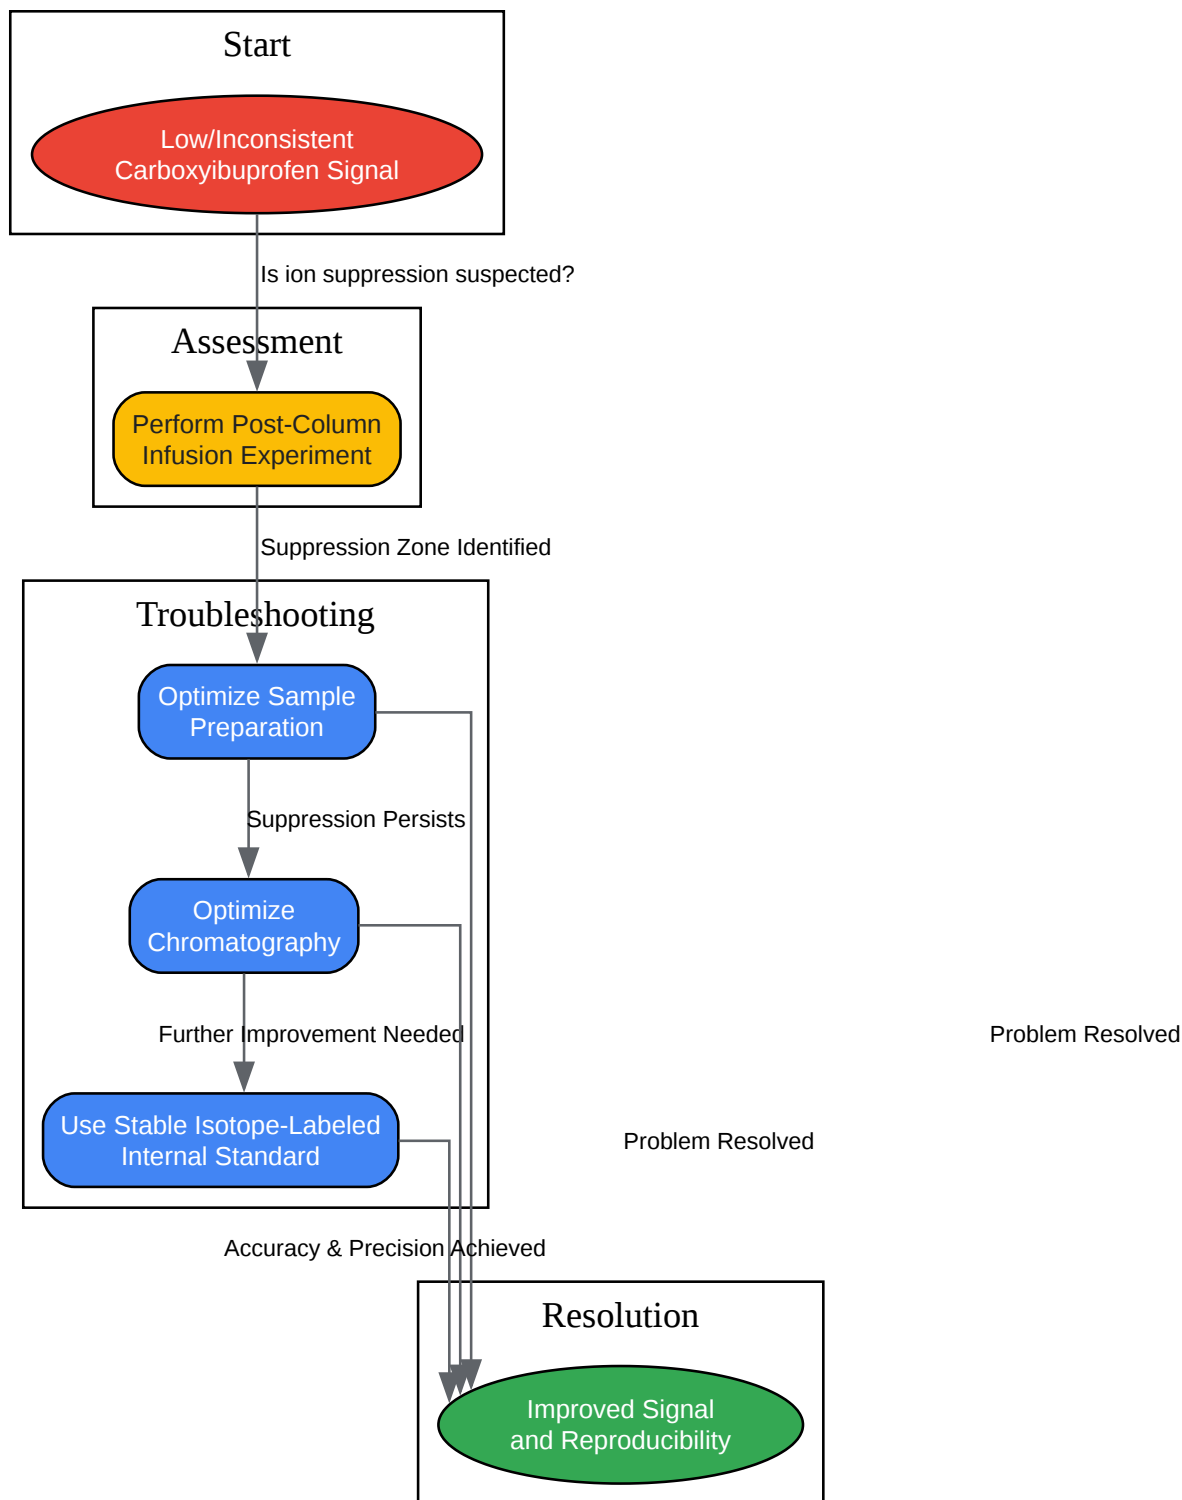 Start
Low/Inconsistent
Carboxyibuprofen Signal
Is ion suppression suspected?
Assessment
Perform Post-Column
Infusion Experiment
Suppression Zone Identified
Troubleshooting
Optimize Sample
Preparation
Suppression Persists
Optimize
Chromatography
Further Improvement Needed
Problem Resolved
Use Stable Isotope-Labeled
Internal Standard
Problem Resolved
Accuracy & Precision Achieved
Resolution
Improved Signal
and Reproducibility